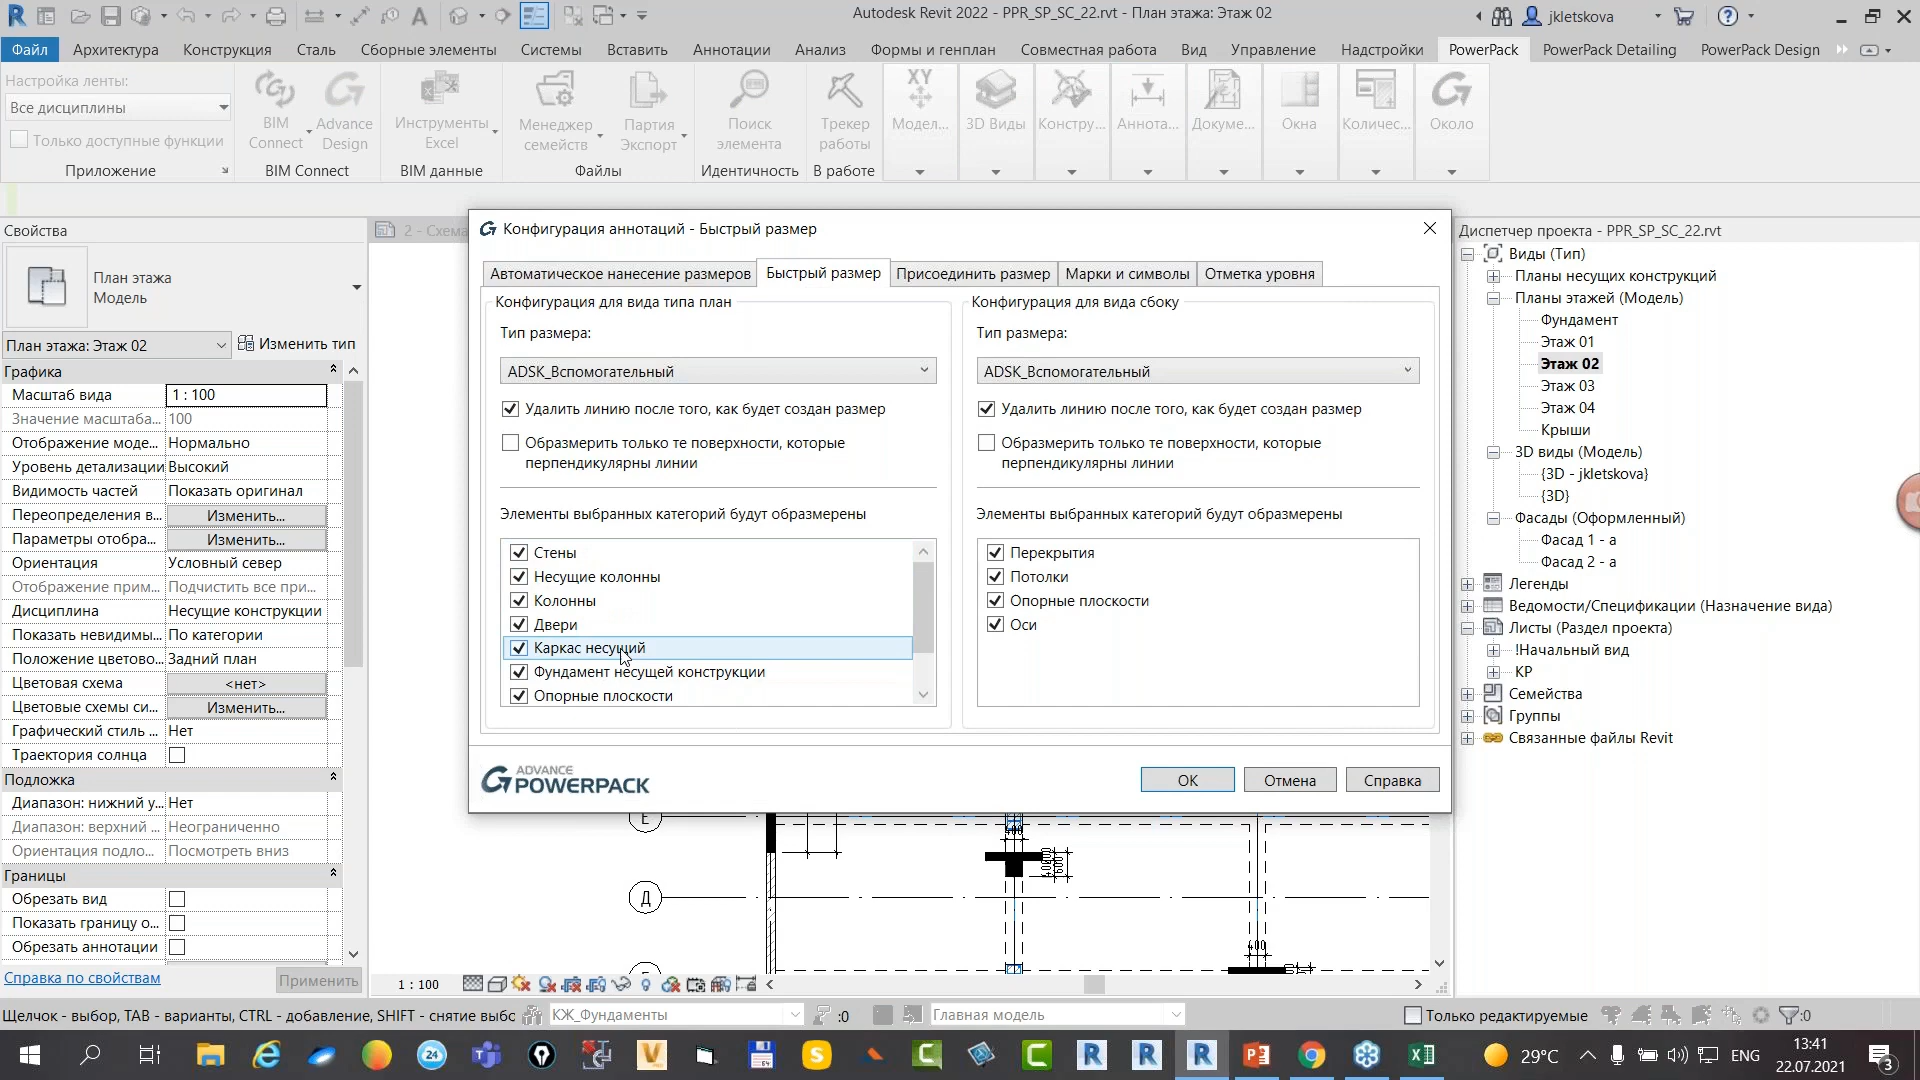 Autodesk Revit 2022 - PPR_SP_SC_22.rvt - План этажа: Этаж 02
jkletskova
Файл Архитектура Конструкция Сталь Сборные элементы Системы Вставить Аннотации Анализ Формы и генплан Совместная работа Вид Управление Надстройки PowerPack PowerPack Detailing PowerPack Design
Настройка ленты:
Все дисциплины
Только доступные функции
Приложение
BIM Connect
Advance Design
BIM Connect
Инструменты Excel
BIM данные
Менеджер семейств
Партия Экспорт
Файлы
Поиск элемента
Идентичность
Трекер работы
В работе
Модел...
3D Виды
Констру...
Аннота...
Докуме...
Окна
Количес...
Около
Свойства
План этажа
Модель
План этажа: Этаж 02
Изменить тип
Графика
Масштаб вида 1 : 100
Значение масштаба... 100
Отображение моде... Нормально
Уровень детализации Высокий
Видимость частей Показать оригинал
Переопределения в... Изменить...
Параметры отобра... Изменить...
Ориентация Условный север
Отображение прим... Подчистить все при...
Дисциплина Несущие конструкции
Показать невидимы... По категории
Положение цветово... Задний план
Цветовая схема <нет>
Цветовые схемы си... Изменить...
Графический стиль ... Нет
Траектория солнца
Подложка
Диапазон: нижний у... Нет
Диапазон: верхний ... Неограниченно
Ориентация подло... Посмотреть вниз
Границы
Обрезать вид
Показать границу о...
Обрезать аннотации
Справка по свойствам
Применить
2 - Схема
Конфигурация аннотаций - Быстрый размер
Автоматическое нанесение размеров Быстрый размер Присоединить размер Марки и символы Отметка уровня
Конфигурация для вида типа план
Тип размера:
ADSK_Вспомогательный
Удалить линию после того, как будет создан размер
Образмерить только те поверхности, которые
перпендикулярны линии
Элементы выбранных категорий будут образмерены
Стены
Несущие колонны
Колонны
Двери
Каркас несущий
Фундамент несущей конструкции
Опорные плоскости
Конфигурация для вида сбоку
Тип размера:
ADSK_Вспомогательный
Удалить линию после того, как будет создан размер
Образмерить только те поверхности, которые
перпендикулярны линии
Элементы выбранных категорий будут образмерены
Перекрытия
Потолки
Опорные плоскости
Оси
ADVANCE
POWERPACK
OK
Отмена
Справка
Е
Д
400
600
400
1 : 100
Диспетчер проекта - PPR_SP_SC_22.rvt
Виды (Тип)
Планы несущих конструкций
Планы этажей (Модель)
Фундамент
Этаж 01
Этаж 02
Этаж 03
Этаж 04
Крыши
3D виды (Модель)
{3D - jkletskova}
{3D}
Фасады (Оформленный)
Фасад 1 - а
Фасад 2 - а
Легенды
Ведомости/Спецификации (Назначение вида)
Листы (Раздел проекта)
!Начальный вид
КР
Семейства
Группы
Связанные файлы Revit
Щелчок - выбор, TAB - варианты, CTRL - добавление, SHIFT - снятие выбо
КЖ_Фундаменты
:0
Главная модель
Только редактируемые
:0
24
29°C
ENG
13:41
22.07.2021
3